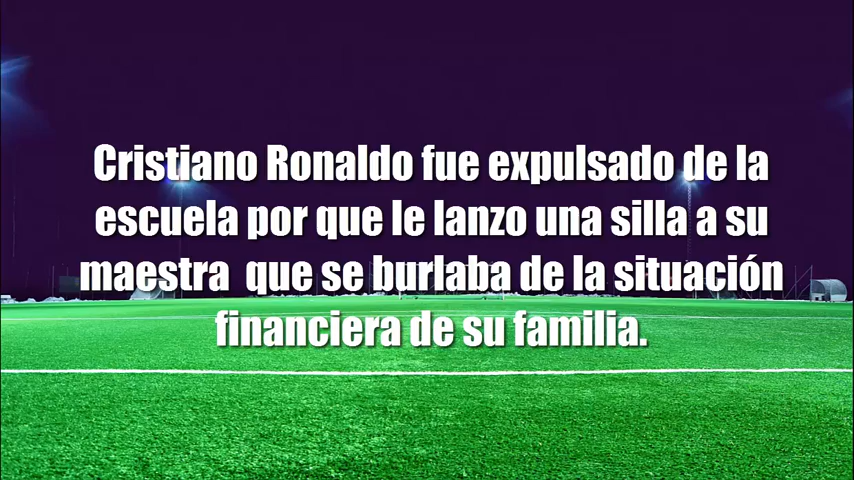 Cristiano Ronaldo fue expulsado de la
escuela por que le lanzo una silla a su
maestra que se burlaba de la situación
financiera de su familia.